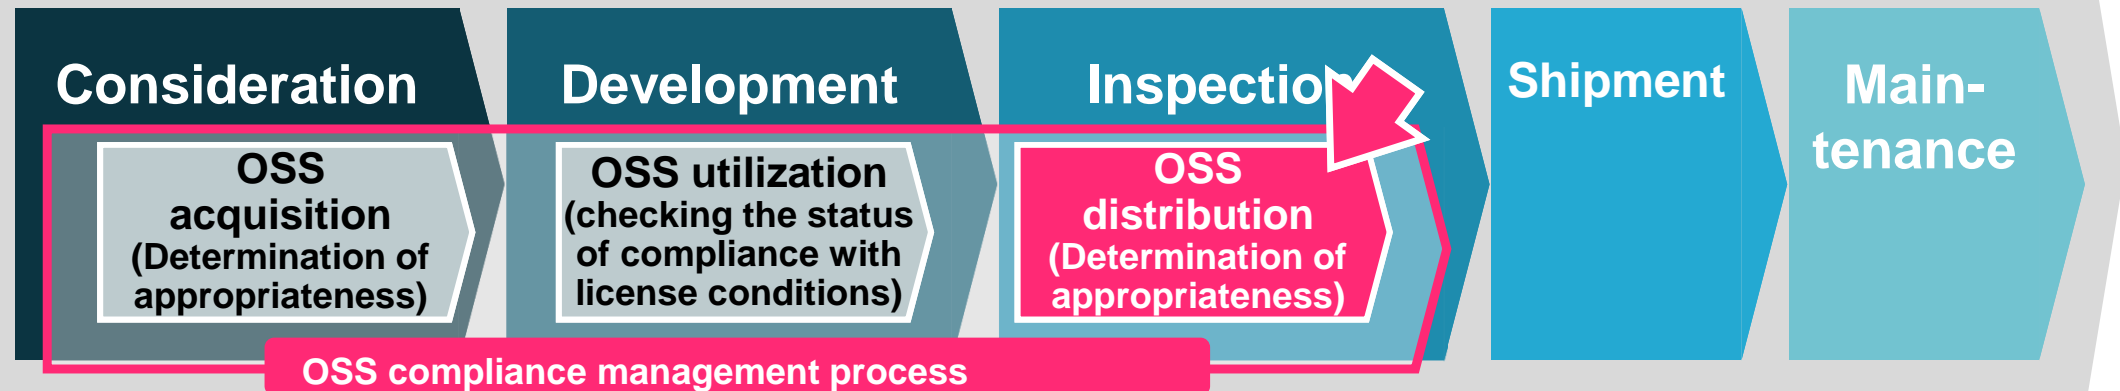 Consideration
OSS
acquisition
(Determination of
appropriateness)
Development
OSS utilization
(checking the status
of compliance with
license conditions)
Inspection
OSS
distribution
(Determination of
appropriateness)
Shipment
Main-
tenance
OSS compliance management process